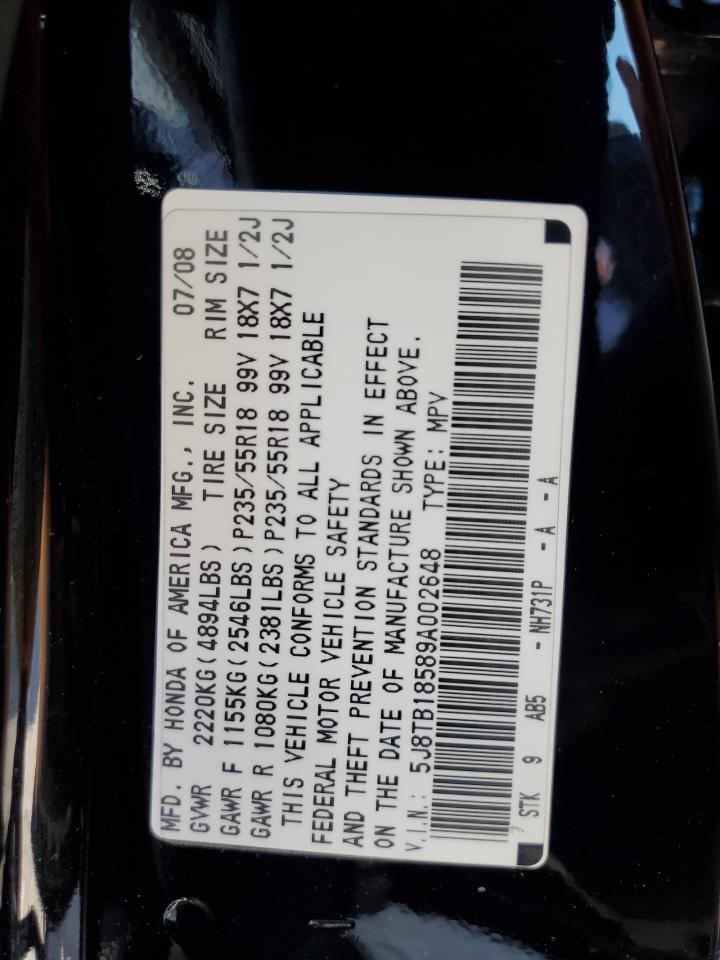 MFD. BY HONDA OF AMERICA MFG., INC. 07/08
GVWR 2220KG(4894LBS) TIRE SIZE RIM SIZE
GAWR F 1155KG(2546LBS)P235/55R18 99V 18X7 1/2J
GAWR R 1080KG(2381LBS)P235/55R18 99V 18X7 1/2J
THIS VEHICLE CONFORMS TO ALL APPLICABLE
FEDERAL MOTOR VEHICLE SAFETY
AND THEFT PREVENTION STANDARDS IN EFFECT
ON THE DATE OF MANUFACTURE SHOWN ABOVE.
V.I.N.: 5J8TB18589A002648 TYPE: MPV
STK 9 AB5 - NH731P - A - A